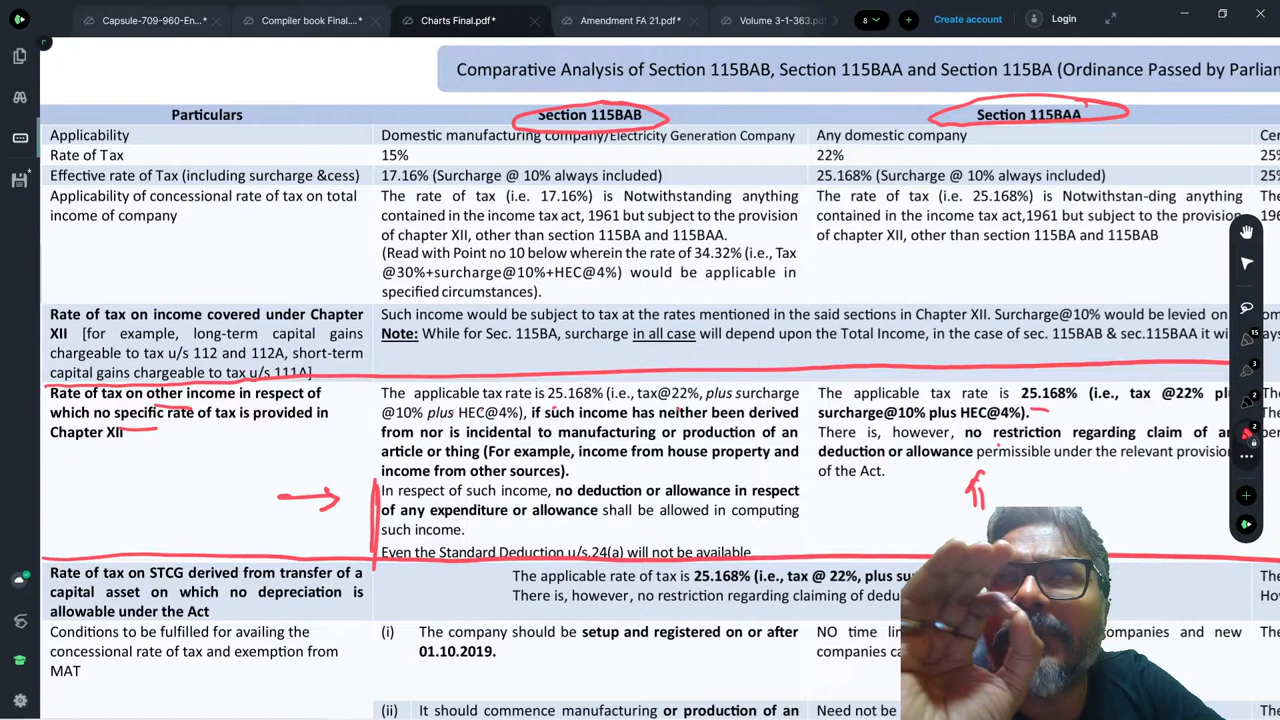 Capsule-709-960-En...*
Compiler book Final....*
Charts Final.pdf*
Amendment FA 21.pdf*
Volume 3-1-363.pdf
8
Create account
Login
Comparative Analysis of Section 115BAB, Section 115BAA and Section 115BA (Ordinance Passed by Parlian
Particulars
Section 115BAB
Section 115BAA
Applicability
Domestic manufacturing company/Electricity Generation Company
Any domestic company
Cer
Rate of Tax
15%
22%
25%
Effective rate of Tax (including surcharge &cess)
17.16% (Surcharge @ 10% always included)
25.168% (Surcharge @ 10% always included)
25%
Applicability of concessional rate of tax on total
income of company
The rate of tax (i.e. 17.16%) is Notwithstanding anything
contained in the income tax act, 1961 but subject to the provision
of chapter XII, other than section 115BA and 115BAA.
(Read with Point no 10 below wherein the rate of 34.32% (i.e., Tax
@30%+surcharge@10%+HEC@4%) would be applicable in
specified circumstances).
The rate of tax (i.e. 25.168%) is Notwithstan-ding anything
contained in the income tax act,1961 but subject to the provision
of chapter XII, other than section 115BA and 115BAB
The
1961
Rate of tax on income covered under Chapter
XII [for example, long-term capital gains
chargeable to tax u/s 112 and 112A, short-term
capital gains chargeable to tax u/s 111A]
Such income would be subject to tax at the rates mentioned in the said sections in Chapter XII. Surcharge@10% would be levied on
Note: While for Sec. 115BA, surcharge in all case will depend upon the Total Income, in the case of sec. 115BAB & sec.115BAA it wi
Rate of tax on other income in respect of
which no specific rate of tax is provided in
Chapter XII
The applicable tax rate is 25.168% (i.e., tax@22%, plus surcharge
@10% plus HEC@4%), if such income has neither been derived
from nor is incidental to manufacturing or production of an
article or thing (For example, income from house property and
income from other sources).
In respect of such income, no deduction or allowance in respect
of any expenditure or allowance shall be allowed in computing
such income.
Even the Standard Deduction u/s.24(a) will not be available
The applicable tax rate is 25.168% (i.e., tax @22% plu
surcharge@10% plus HEC@4%).
There is, however, no restriction regarding claim of an
deduction or allowance permissible under the relevant provision
of the Act.
Rate of tax on STCG derived from transfer of a
capital asset on which no depreciation is
allowable under the Act
The applicable rate of tax is 25.168% (i.e., tax @ 22%, plus su
There is, however, no restriction regarding claiming of dedu
The
Conditions to be fulfilled for availing the
concessional rate of tax and exemption from
MAT
(i) The company should be setup and registered on or after
01.10.2019.
NO time lim
companies and new
companies ca
The
(ii) It should commence manufacturing or production of an
Need not be